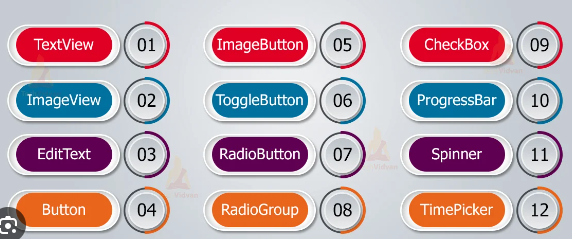 TextView 01
ImageView 02
EditText 03
Button 04
ImageButton 05
ToggleButton 06
RadioButton 07
RadioGroup 08
CheckBox 09
ProgressBar 10
Spinner 11
TimePicker 12